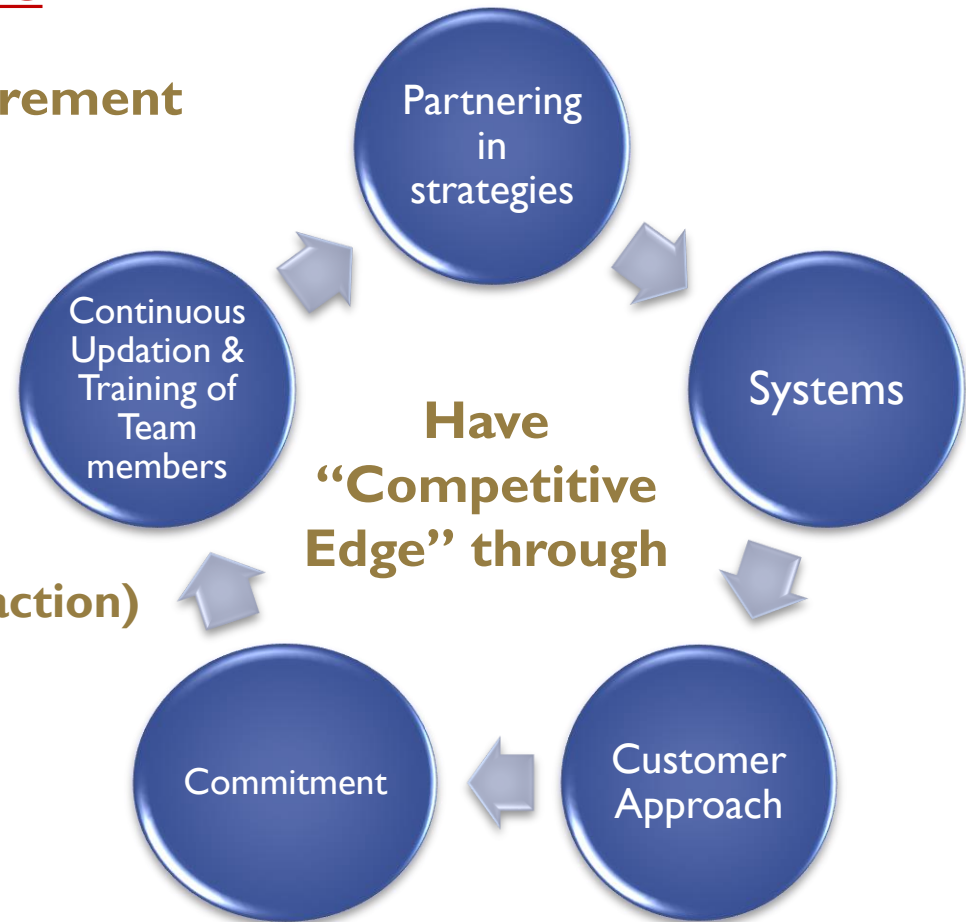 rement
Partnering
in
strategies
Continuous
Updation &
Training of
Team
members
Systems
Have
“Competitive
Edge” through
action)
Commitment
Customer
Approach